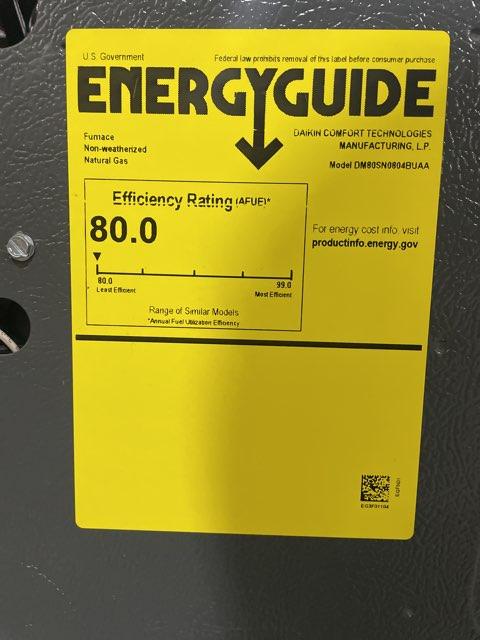 U.S. Government
Federal law prohibits removal of this label before consumer purchase
ENERGYGUIDE
Furnace
Non-weatherized
Natural Gas
DAIKIN COMFORT TECHNOLOGIES
MANUFACTURING, L.P.
Model DM80SN0804BUAA
Efficiency Rating (AFUE)*
80.0
80.0
99.0
Least Efficient
Most Efficient
Range of Similar Models
*Annual Fuel Utilization Efficiency
For energy cost info, visit
productinfo.energy.gov